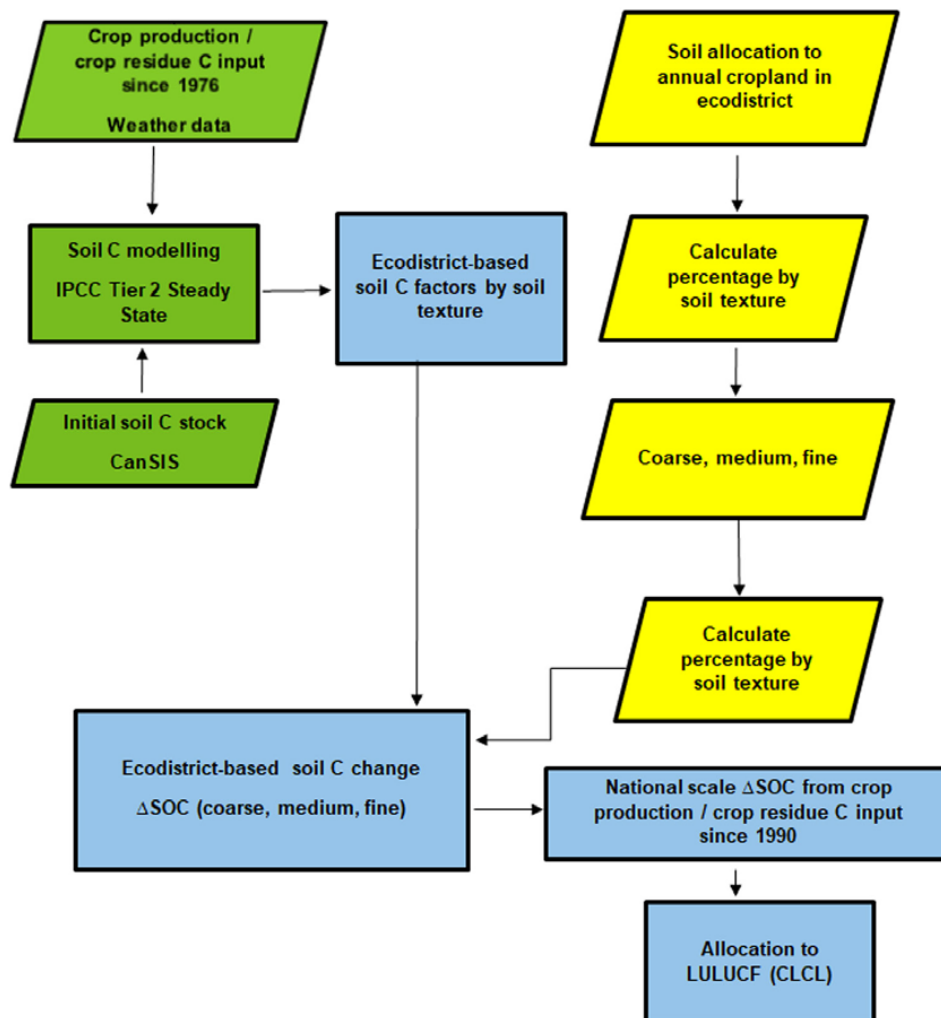 Crop production /
crop residue C input
since 1976
Weather data
Soil allocation to
annual cropland in
ecodistrict
Soil C modelling
IPCC Tier 2 Steady
State
Ecodistrict-based
soil C factors by soil
texture
Calculate
percentage by
soil texture
Initial soil C stock
CanSIS
Coarse, medium, fine
Calculate
percentage by
soil texture
Ecodistrict-based soil C change
ΔSOC (coarse, medium, fine)
National scale ΔSOC from crop
production / crop residue C input
since 1990
Allocation to
LULUCF (CLCL)